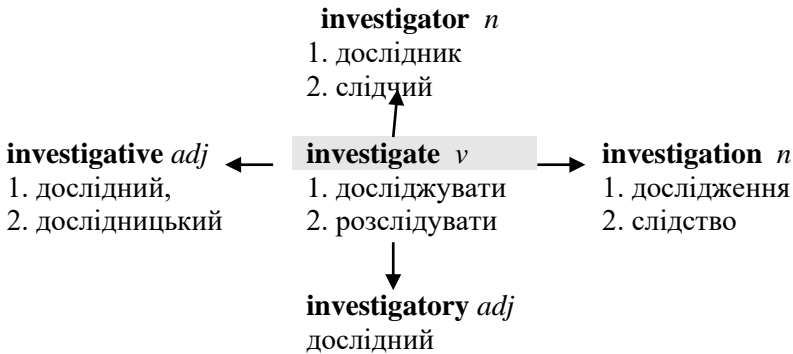 investigator n
1. дослідник
2. слідчий
investigative adj
1. дослідний,
2. дослідницький
investigate v
1. досліджувати
2. розслідувати
investigation n
1. дослідження
2. слідство
investigatory adj
дослідний